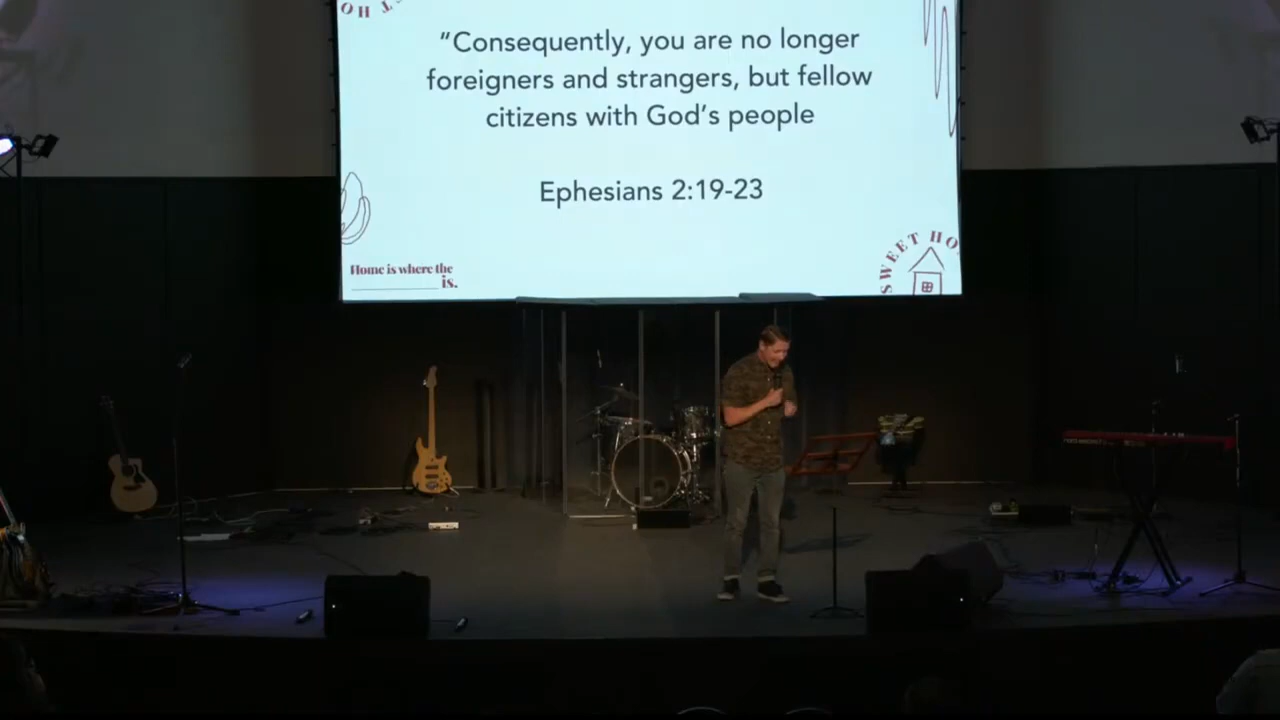 “Consequently, you are no longer
foreigners and strangers, but fellow
citizens with God’s people
Ephesians 2:19-23
Home is where the
is.
SWEET HO